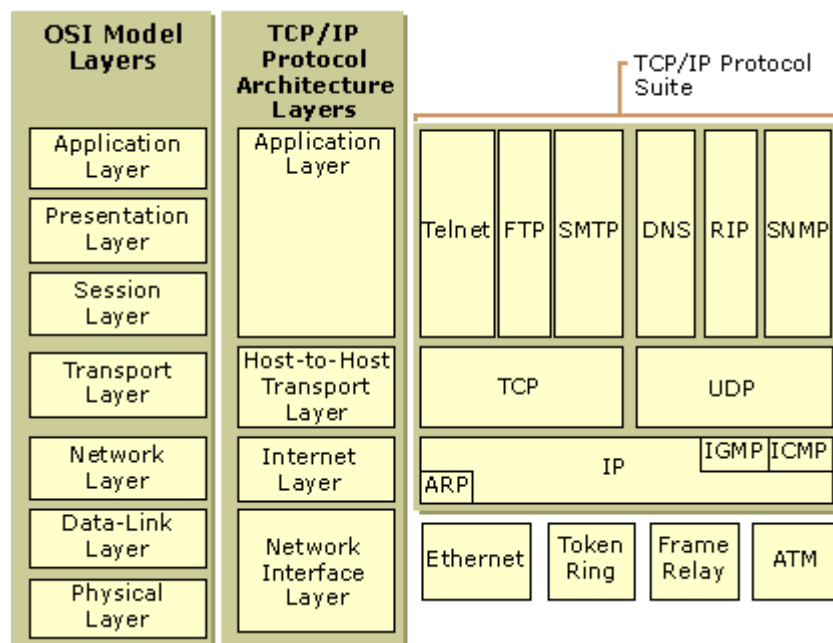 OSI Model
Layers
Application
Layer
Presentation
Layer
Session
Layer
Transport
Layer
Network
Layer
Data-Link
Layer
Physical
Layer
TCP/IP
Protocol
Architecture
Layers
Application
Layer
Host-to-Host
Transport
Layer
Internet
Layer
Network
Interface
Layer
TCP/IP Protocol
Suite
Telnet
FTP
SMTP
DNS
RIP
SNMP
TCP
UDP
IP
IGMP
ICMP
ARP
Ethernet
Token
Ring
Frame
Relay
ATM